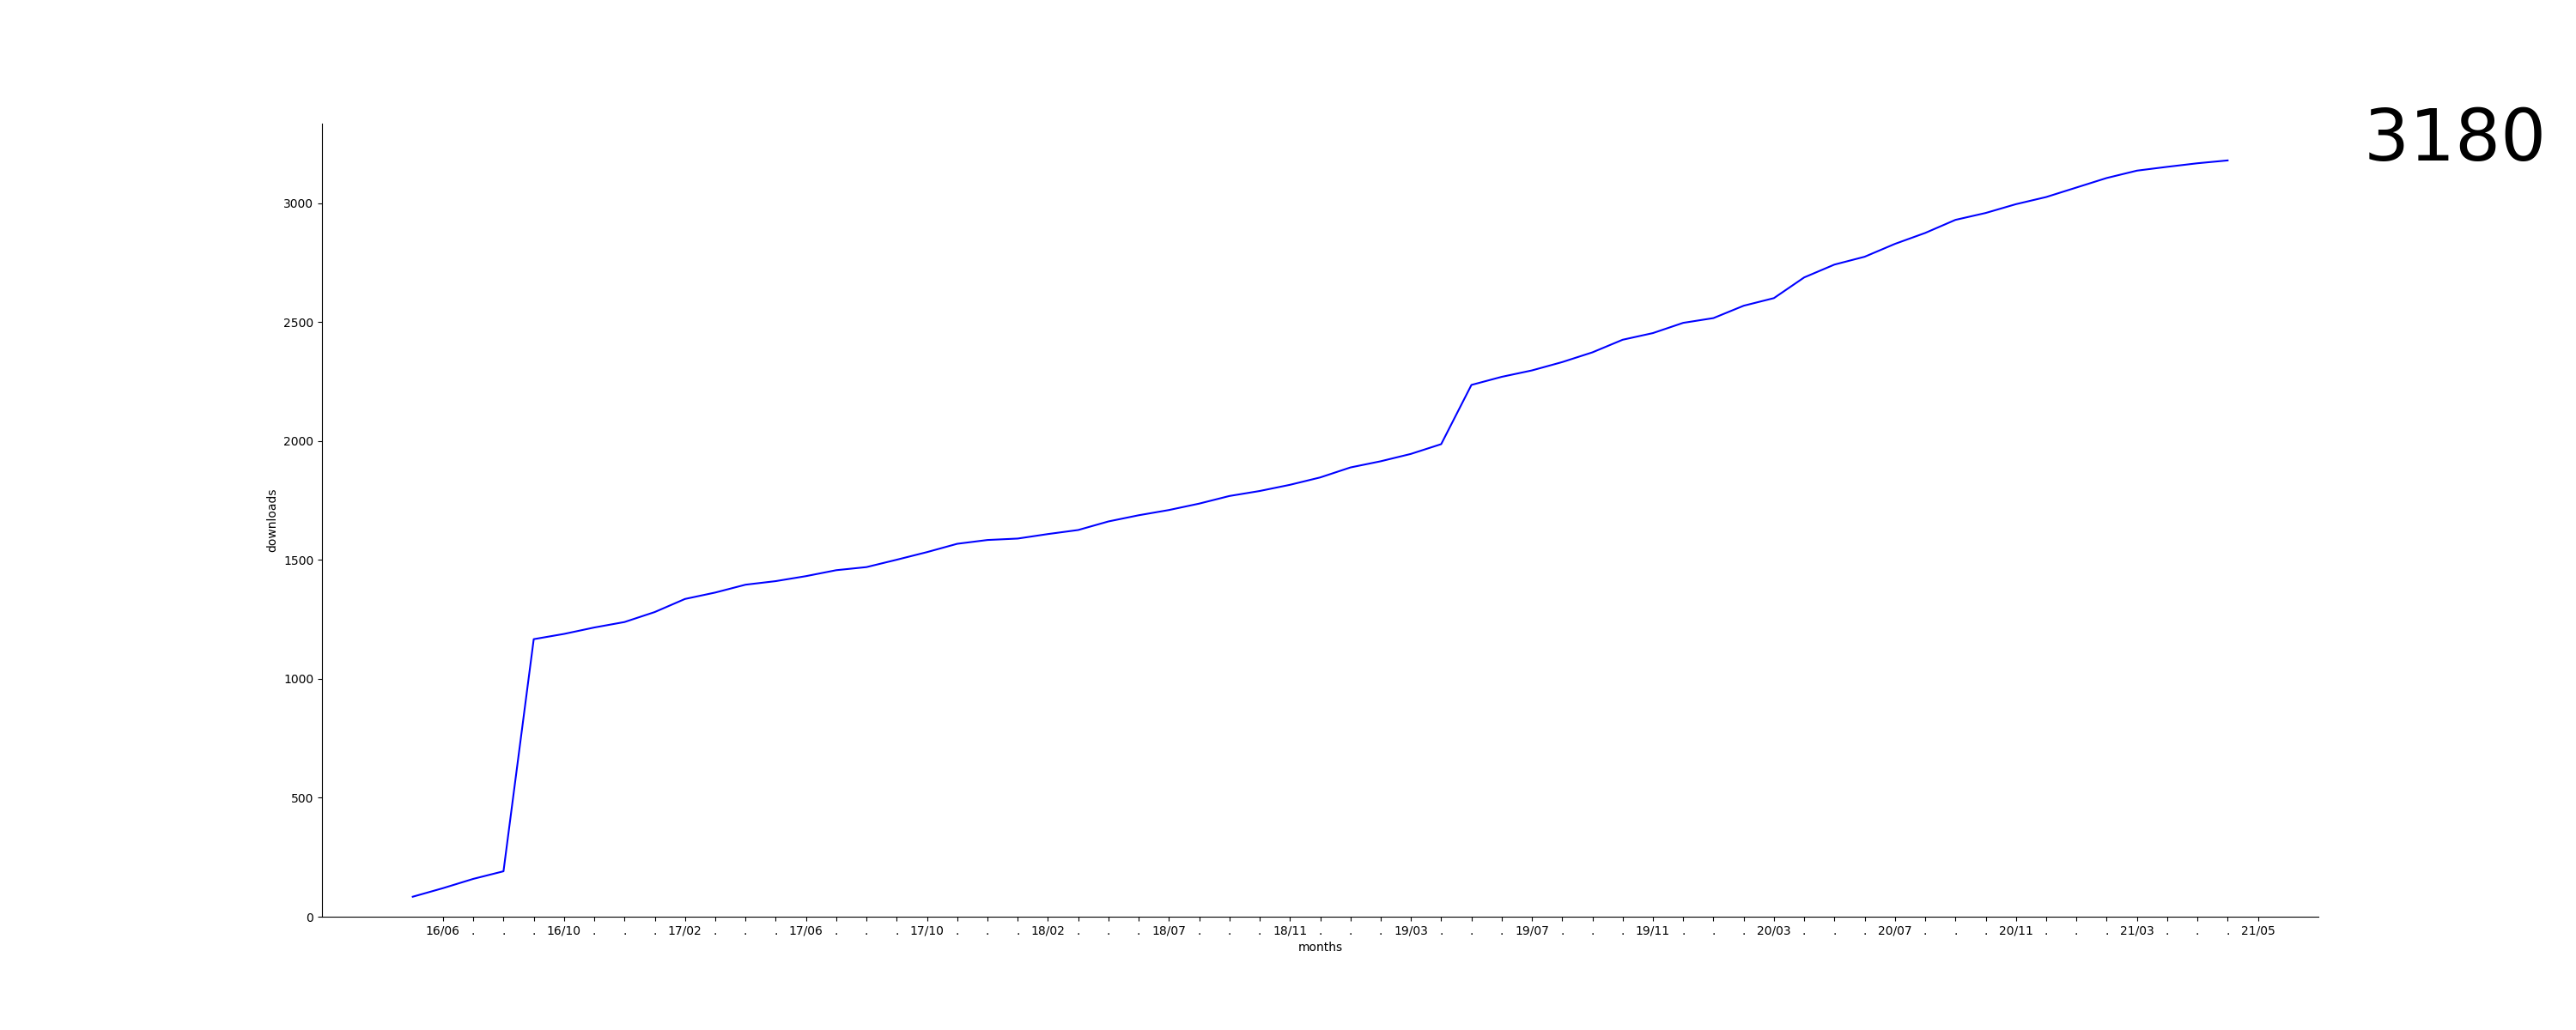 3180
3000
2500
2000
1500
1000
500
0
downloads
16/06 . . . 16/10 . . . 17/02 . . . 17/06 . . . 17/10 . . . 18/02 . . . 18/07 . . . 18/11 . . . 19/03 . . . 19/07 . . . 19/11 . . . 20/03 . . . 20/07 . . . 20/11 . . . 21/03 . . . 21/05
months